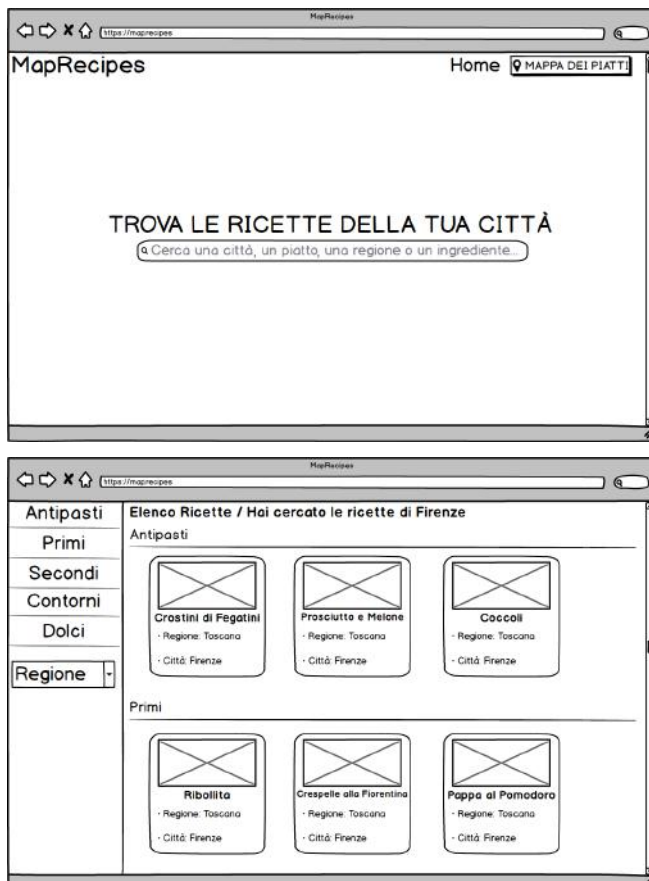 MapRecipes
https://maprecipes
MapRecipes
Home MAPPA DEI PIATTI
TROVA LE RICETTE DELLA TUA CITTÀ
Cerca una città, un piatto, una regione o un ingrediente...
MapRecipes
https://maprecipes
Antipasti
Primi
Secondi
Contorni
Dolci
Regione
Elenco Ricette / Hai cercato le ricette di Firenze
Antipasti
Crostini di Fegatini
- Regione: Toscana
- Città: Firenze
Prosciutto e Melone
- Regione: Toscana
- Città: Firenze
Coccoli
- Regione: Toscana
- Città: Firenze
Primi
Ribollita
- Regione: Toscana
- Città: Firenze
Crespelle alla Fiorentina
- Regione: Toscana
- Città: Firenze
Pappa al Pomodoro
- Regione: Toscana
- Città: Firenze